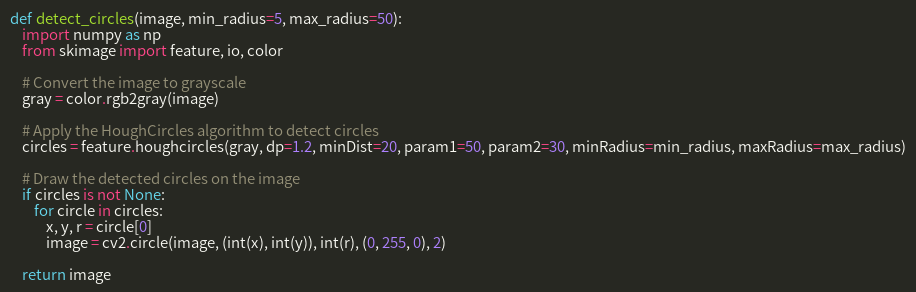 def detect_circles(image, min_radius=5, max_radius=50):
import numpy as np
from skimage import feature, io, color
# Convert the image to grayscale
gray = color.rgb2gray(image)
# Apply the HoughCircles algorithm to detect circles
circles = feature.houghcircles(gray, dp=1.2, minDist=20, param1=50, param2=30, minRadius=min_radius, maxRadius=max_radius)
# Draw the detected circles on the image
if circles is not None:
for circle in circles:
x, y, r = circle[0]
image = cv2.circle(image, (int(x), int(y)), int(r), (0, 255, 0), 2)
return image